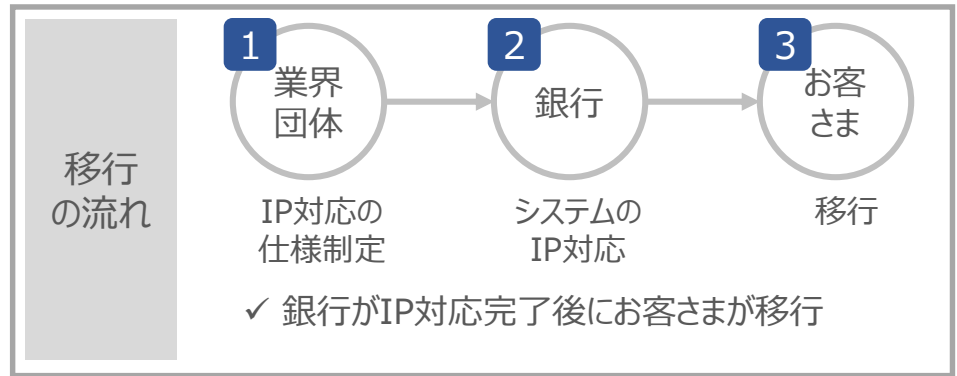 移行
の流れ
1
業界
団体
IP対応の
仕様制定
2
銀行
システムの
IP対応
3
お客
さま
移行
✓ 銀行がIP対応完了後にお客さまが移行